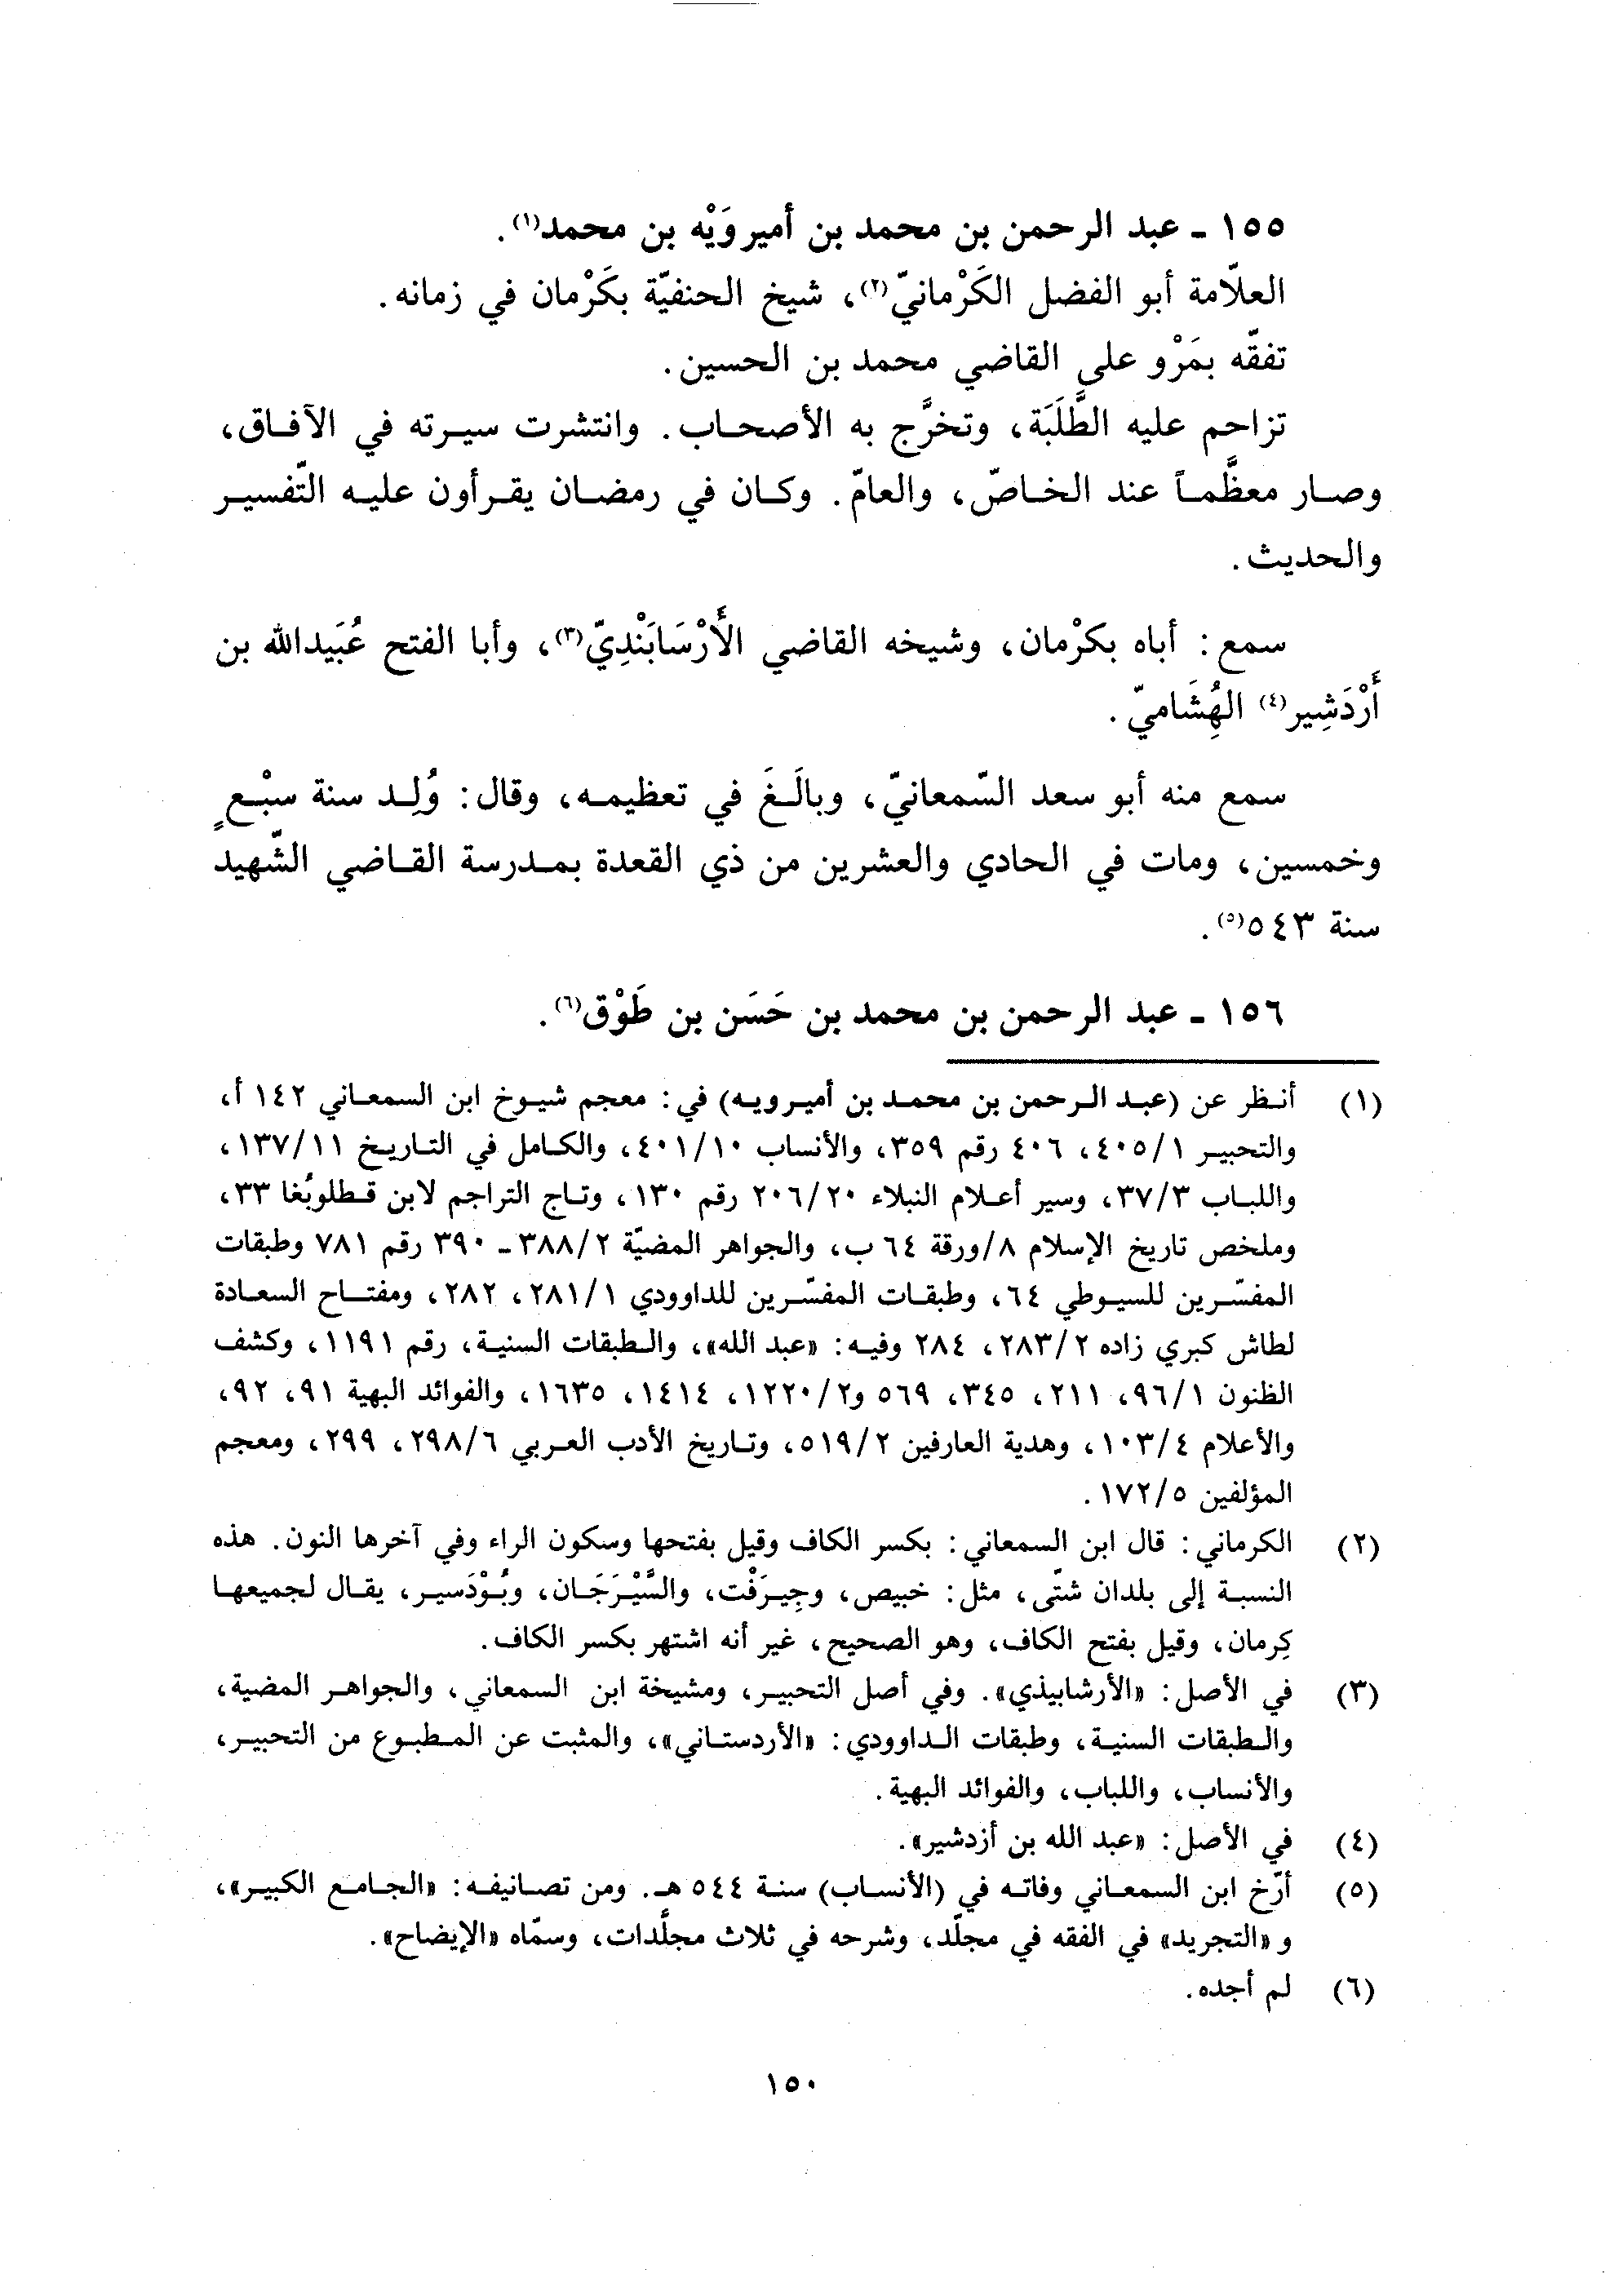 ١٥٥ ـ عبد الرحمن بن محمد بن أميروَيْه بن محمد(١).
العلّامة أبو الفضل الكَرْمانيّ(٢)، شيخ الحنفيّة بكَرْمان في زمانه.
تفقّه بمَرْو على القاضي محمد بن الحسين.
تزاحم عليه الطَّلَبَة، وتخرَّج به الأصحاب. وانتشرت سيرته في الآفاق،
وصار معظَّماً عند الخاصّ، والعامّ. وكان في رمضان يقرأون عليه التّفسير
والحديث.
سمع: أباه بكرْمان، وشيخه القاضي الأَرْسَابَنْدِيّ(٣)، وأبا الفتح عُبَيدالله بن
أَرْدَشِير(٤) الهُِشَاميّ.
سمع منه أبو سعد السّمعانيّ، وبالَغَ في تعظيمه، وقال: وُلِد سنة سبْعٍ
وخمسين، ومات في الحادي والعشرين من ذي القعدة بمدرسة القاضي الشّهيد
سنة ٥٤٣(٥).
١٥٦ ـ عبد الرحمن بن محمد بن حَسَن بن طَوْق(٦).
(١) أنظر عن (عبد الرحمن بن محمد بن أميرويه) في: معجم شيوخ ابن السمعاني ١٤٢ أ،
والتحبير ٤٠٥/١، ٤٠٦ رقم ٣٥٩، والأنساب ٤٠١/١٠، والكامل في التاريخ ١٣٧/١١،
واللباب ٣٧/٣، وسير أعلام النبلاء ٢٠٦/٢٠ رقم ١٣٠، وتاج التراجم لابن قطلوبُغا ٣٣،
وملخص تاريخ الإسلام ٨/ورقة ٦٤ ب، والجواهر المضيّة ٣٨٨/٢ ـ ٣٩٠ رقم ٧٨١ وطبقات
المفسّرين للسيوطي ٦٤، وطبقات المفسّرين للداوودي ٢٨١/١، ٢٨٢، ومفتاح السعادة
لطاش كبري زاده ٢٨٣/٢، ٢٨٤ وفيه: «عبد الله»، والطبقات السنية، رقم ١١٩١، وكشف
الظنون ٩٦/١، ٢١١، ٣٤٥، ٥٦٩ و١٢٢٠/٢، ١٤١٤، ١٦٣٥، والفوائد البهية ٩١، ٩٢،
والأعلام ١٠٣/٤، وهدية العارفين ٥١٩/٢، وتاريخ الأدب العربي ٢٩٨/٦، ٢٩٩، ومعجم
المؤلفين ١٧٢/٥.
(٢) الكرماني: قال ابن السمعاني: بكسر الكاف وقيل بفتحها وسكون الراء وفي آخرها النون. هذه
النسبة إلى بلدان شتّى، مثل: خبيص، وجِيرَفْت، والسَّيْرَجَان، وبُوْدَسير، يقال لجميعها
كِرمان، وقيل بفتح الكاف، وهو الصحيح، غير أنه اشتهر بكسر الكاف.
(٣) في الأصل: «الأرشابيذي». وفي أصل التحبير، ومشيخة ابن السمعاني، والجواهر المضية،
والطبقات السنية، وطبقات الداوودي: «الأردستاني»، والمثبت عن المطبوع من التحبير،
والأنساب، واللباب، والفوائد البهية.
(٤) في الأصل: «عبد الله بن أزدشير».
(٥) أرّخ ابن السمعاني وفاته في (الأنساب) سنة ٥٤٤ هـ. ومن تصانيفه: «الجامع الكبير»،
و «التجريد» في الفقه في مجلّد، وشرحه في ثلاث مجلَّدات، وسمّاه «الإيضاح».
(٦) لم أجده.
١٥٠